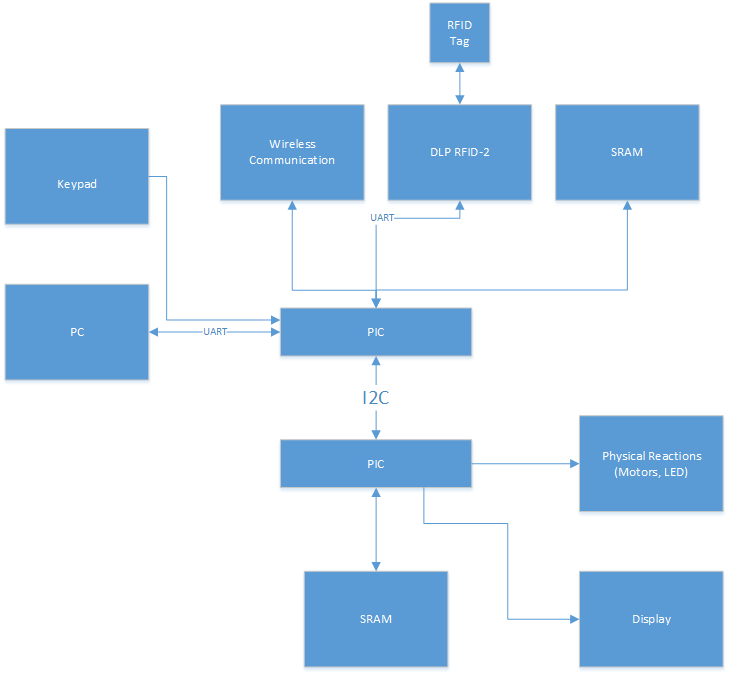 RFID
Tag
Wireless
Communication
DLP RFID-2
SRAM
Keypad
UART
PC
UART
PIC
I2C
PIC
Physical Reactions
(Motors, LED)
SRAM
Display